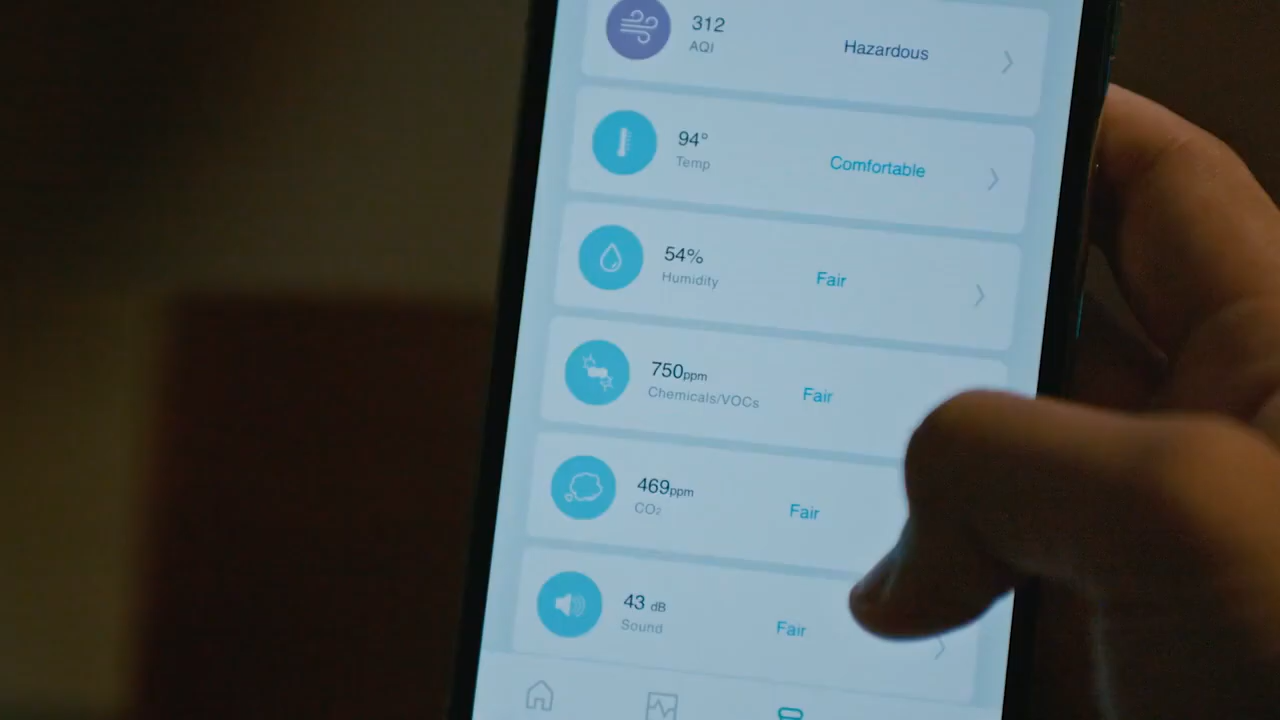 312
AQI
Hazardous
94°
Temp
Comfortable
54%
Humidity
Fair
750ppm
Chemicals/VOCs
Fair
469ppm
CO₂
Fair
43 dB
Sound
Fair